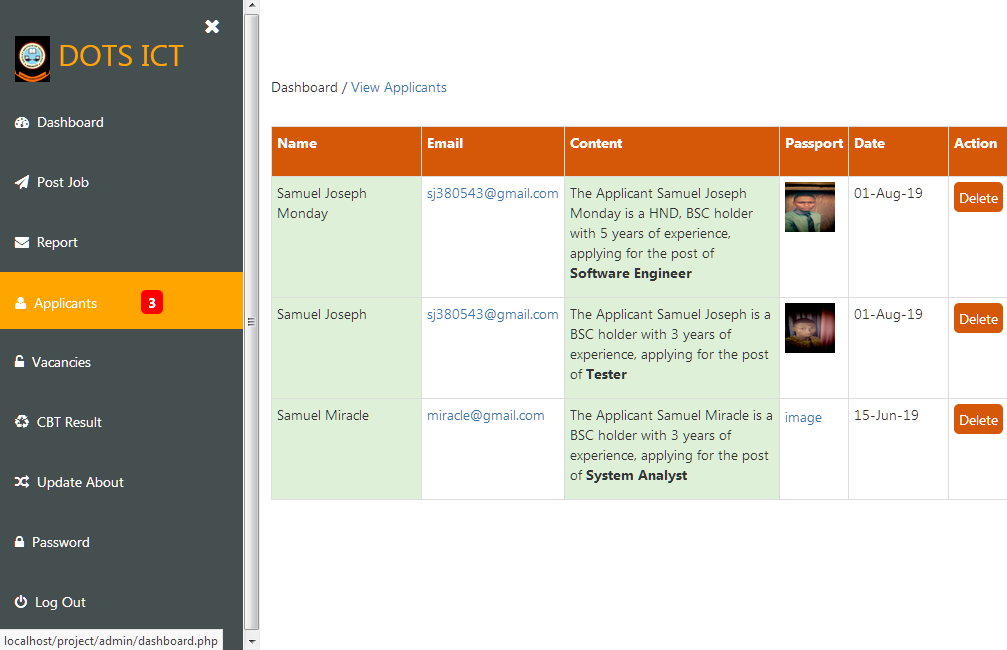 DOTS ICT
Dashboard
Post Job
Report
Applicants 3
Vacancies
CBT Result
Update About
Password
Log Out
localhost/project/admin/dashboard.php
Dashboard / View Applicants
Name Email Content Passport Date Action
Samuel Joseph
Monday
sj380543@gmail.com
The Applicant Samuel Joseph
Monday is a HND, BSC holder
with 5 years of experience,
applying for the post of
Software Engineer
01-Aug-19
Delete
Samuel Joseph
sj380543@gmail.com
The Applicant Samuel Joseph is a
BSC holder with 3 years of
experience, applying for the post
of Tester
01-Aug-19
Delete
Samuel Miracle
miracle@gmail.com
The Applicant Samuel Miracle is a
BSC holder with 3 years of
experience, applying for the post
of System Analyst
image
15-Jun-19
Delete